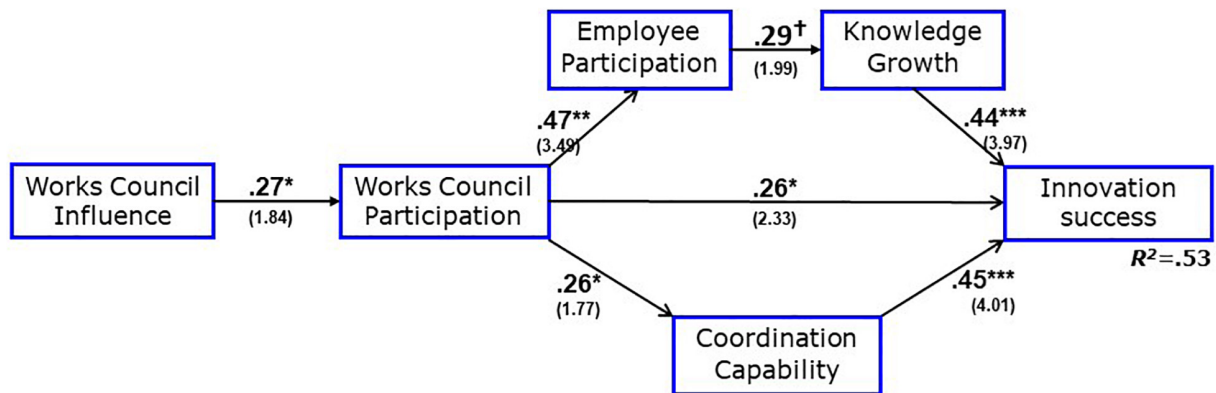 Employee
Participation
.29†
(1.99)
Knowledge
Growth
.47**
(3.49)
.44***
(3.97)
Works Council
Influence
.27*
(1.84)
Works Council
Participation
.26*
(2.33)
Innovation
success
R²=.53
.26*
(1.77)
.45***
(4.01)
Coordination
Capability